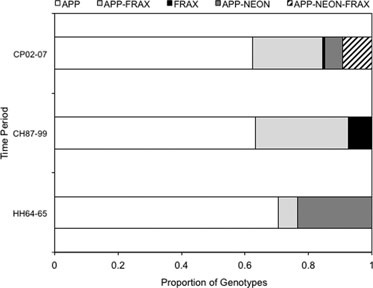 APP APP-FRAX FRAX APP-NEON APP-NEON-FRAX
CP02-07
CH87-99
HH64-65
Time Period
0 0.2 0.4 0.6 0.8 1
Proportion of Genotypes